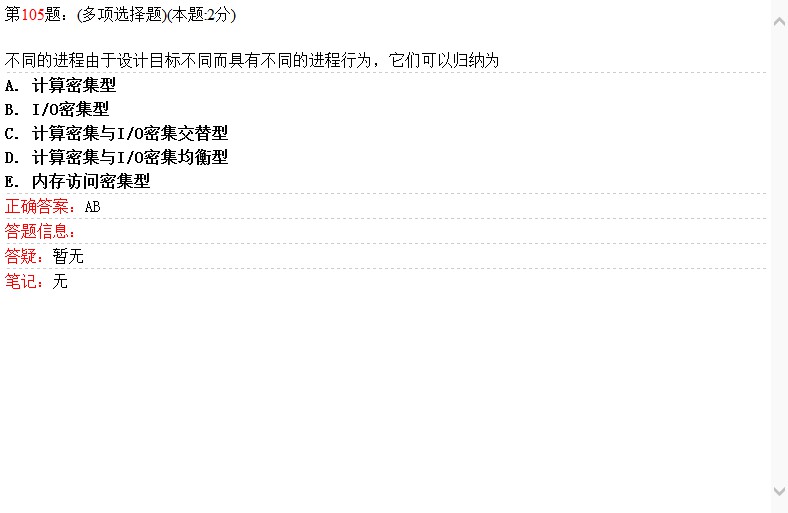 第105题: (多项选择题)(本题:2分)
不同的进程由于设计目标不同而具有不同的进程行为，它们可以归纳为
A. 计算密集型
B. I/O密集型
C. 计算密集与I/O密集交替型
D. 计算密集与I/O密集均衡型
E. 内存访问密集型
正确答案：AB
答题信息：
答疑：暂无
笔记：无